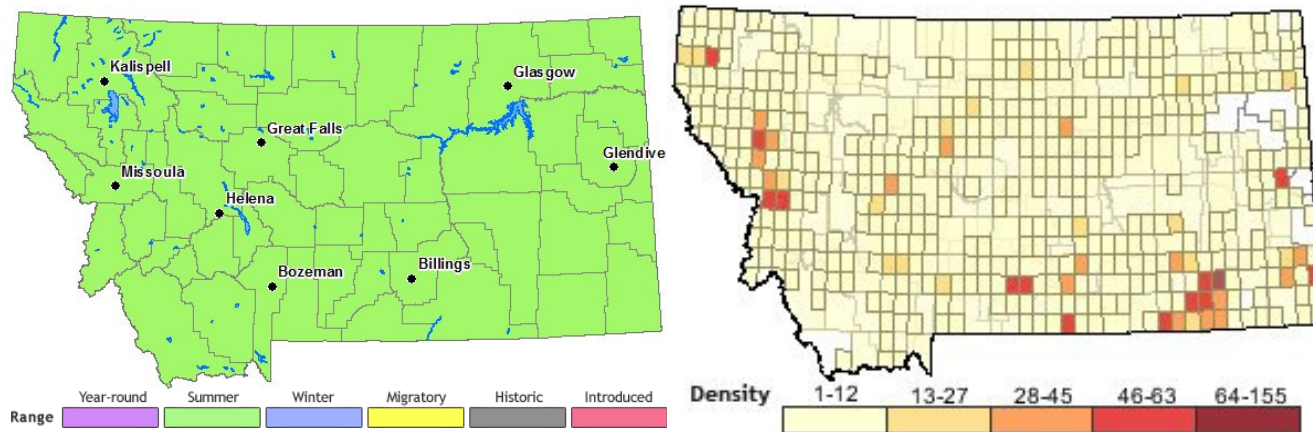 Kalispell
Glasgow
Great Falls
Glendive
Missoula
Helena
Bozeman
Billings
Range Year-round Summer Winter Migratory Historic Introduced
Density 1-12 13-27 28-45 46-63 64-155